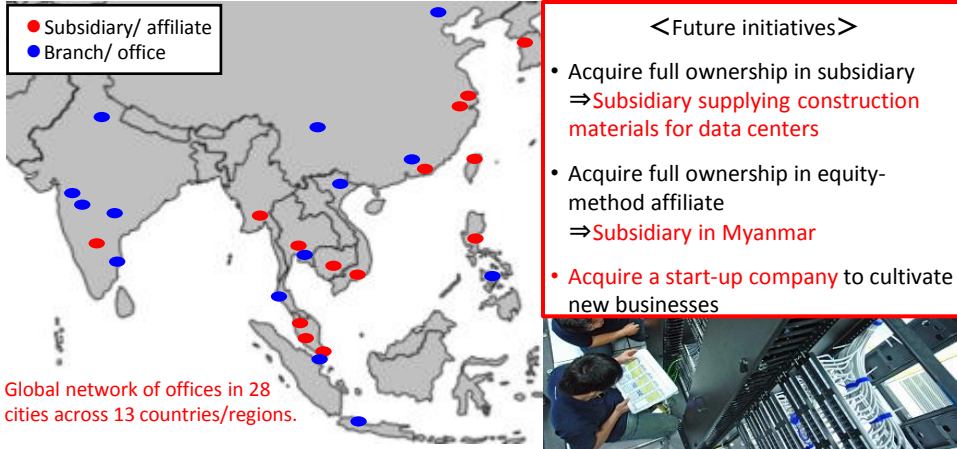 Subsidiary/ affiliate
Branch/ office
Global network of offices in 28
cities across 13 countries/regions.
<Future initiatives>
• Acquire full ownership in subsidiary
⇒Subsidiary supplying construction
materials for data centers
• Acquire full ownership in equity-
method affiliate
⇒Subsidiary in Myanmar
• Acquire a start-up company to cultivate
new businesses